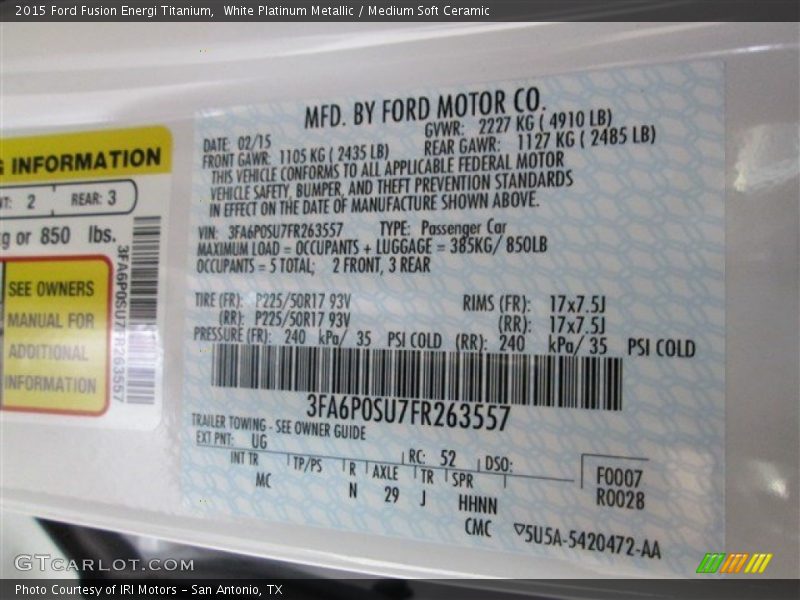 2015 Ford Fusion Energi Titanium,  White Platinum Metallic / Medium Soft Ceramic
MFD. BY FORD MOTOR CO.
DATE: 02/15 GVWR: 2227 KG ( 4910 LB)
FRONT GAWR: 1105 KG ( 2435 LB) REAR GAWR: 1127 KG ( 2485 LB)
THIS VEHICLE CONFORMS TO ALL APPLICABLE FEDERAL MOTOR
VEHICLE SAFETY, BUMPER, AND THEFT PREVENTION STANDARDS
IN EFFECT ON THE DATE OF MANUFACTURE SHOWN ABOVE.
VIN: 3FA6P0SU7FR263557 TYPE: Passenger Car
MAXIMUM LOAD = OCCUPANTS + LUGGAGE = 385KG/ 850LB
OCCUPANTS = 5 TOTAL; 2 FRONT, 3 REAR
TIRE (FR): P225/50R17 93V RIMS (FR): 17x7.5J
(RR): P225/50R17 93V (RR): 17x7.5J
PRESSURE (FR): 240 kPa/ 35 PSI COLD (RR): 240 kPa/ 35 PSI COLD
3FA6P0SU7FR263557
TRAILER TOWING - SEE OWNER GUIDE
EXT PNT: UG RC: 52 DSO:
INT TR TP/PS R AXLE TR SPR
MC N 29 J HHNN
CMC
F0007
R0028
▽5U5A-5420472-AA
INFORMATION
2 REAR: 3
or 850 lbs.
SEE OWNERS
MANUAL FOR
ADDITIONAL
INFORMATION
3FA6P0SU7FR263557
GTCARLOT.COM
Photo Courtesy of IRI Motors - San Antonio, TX